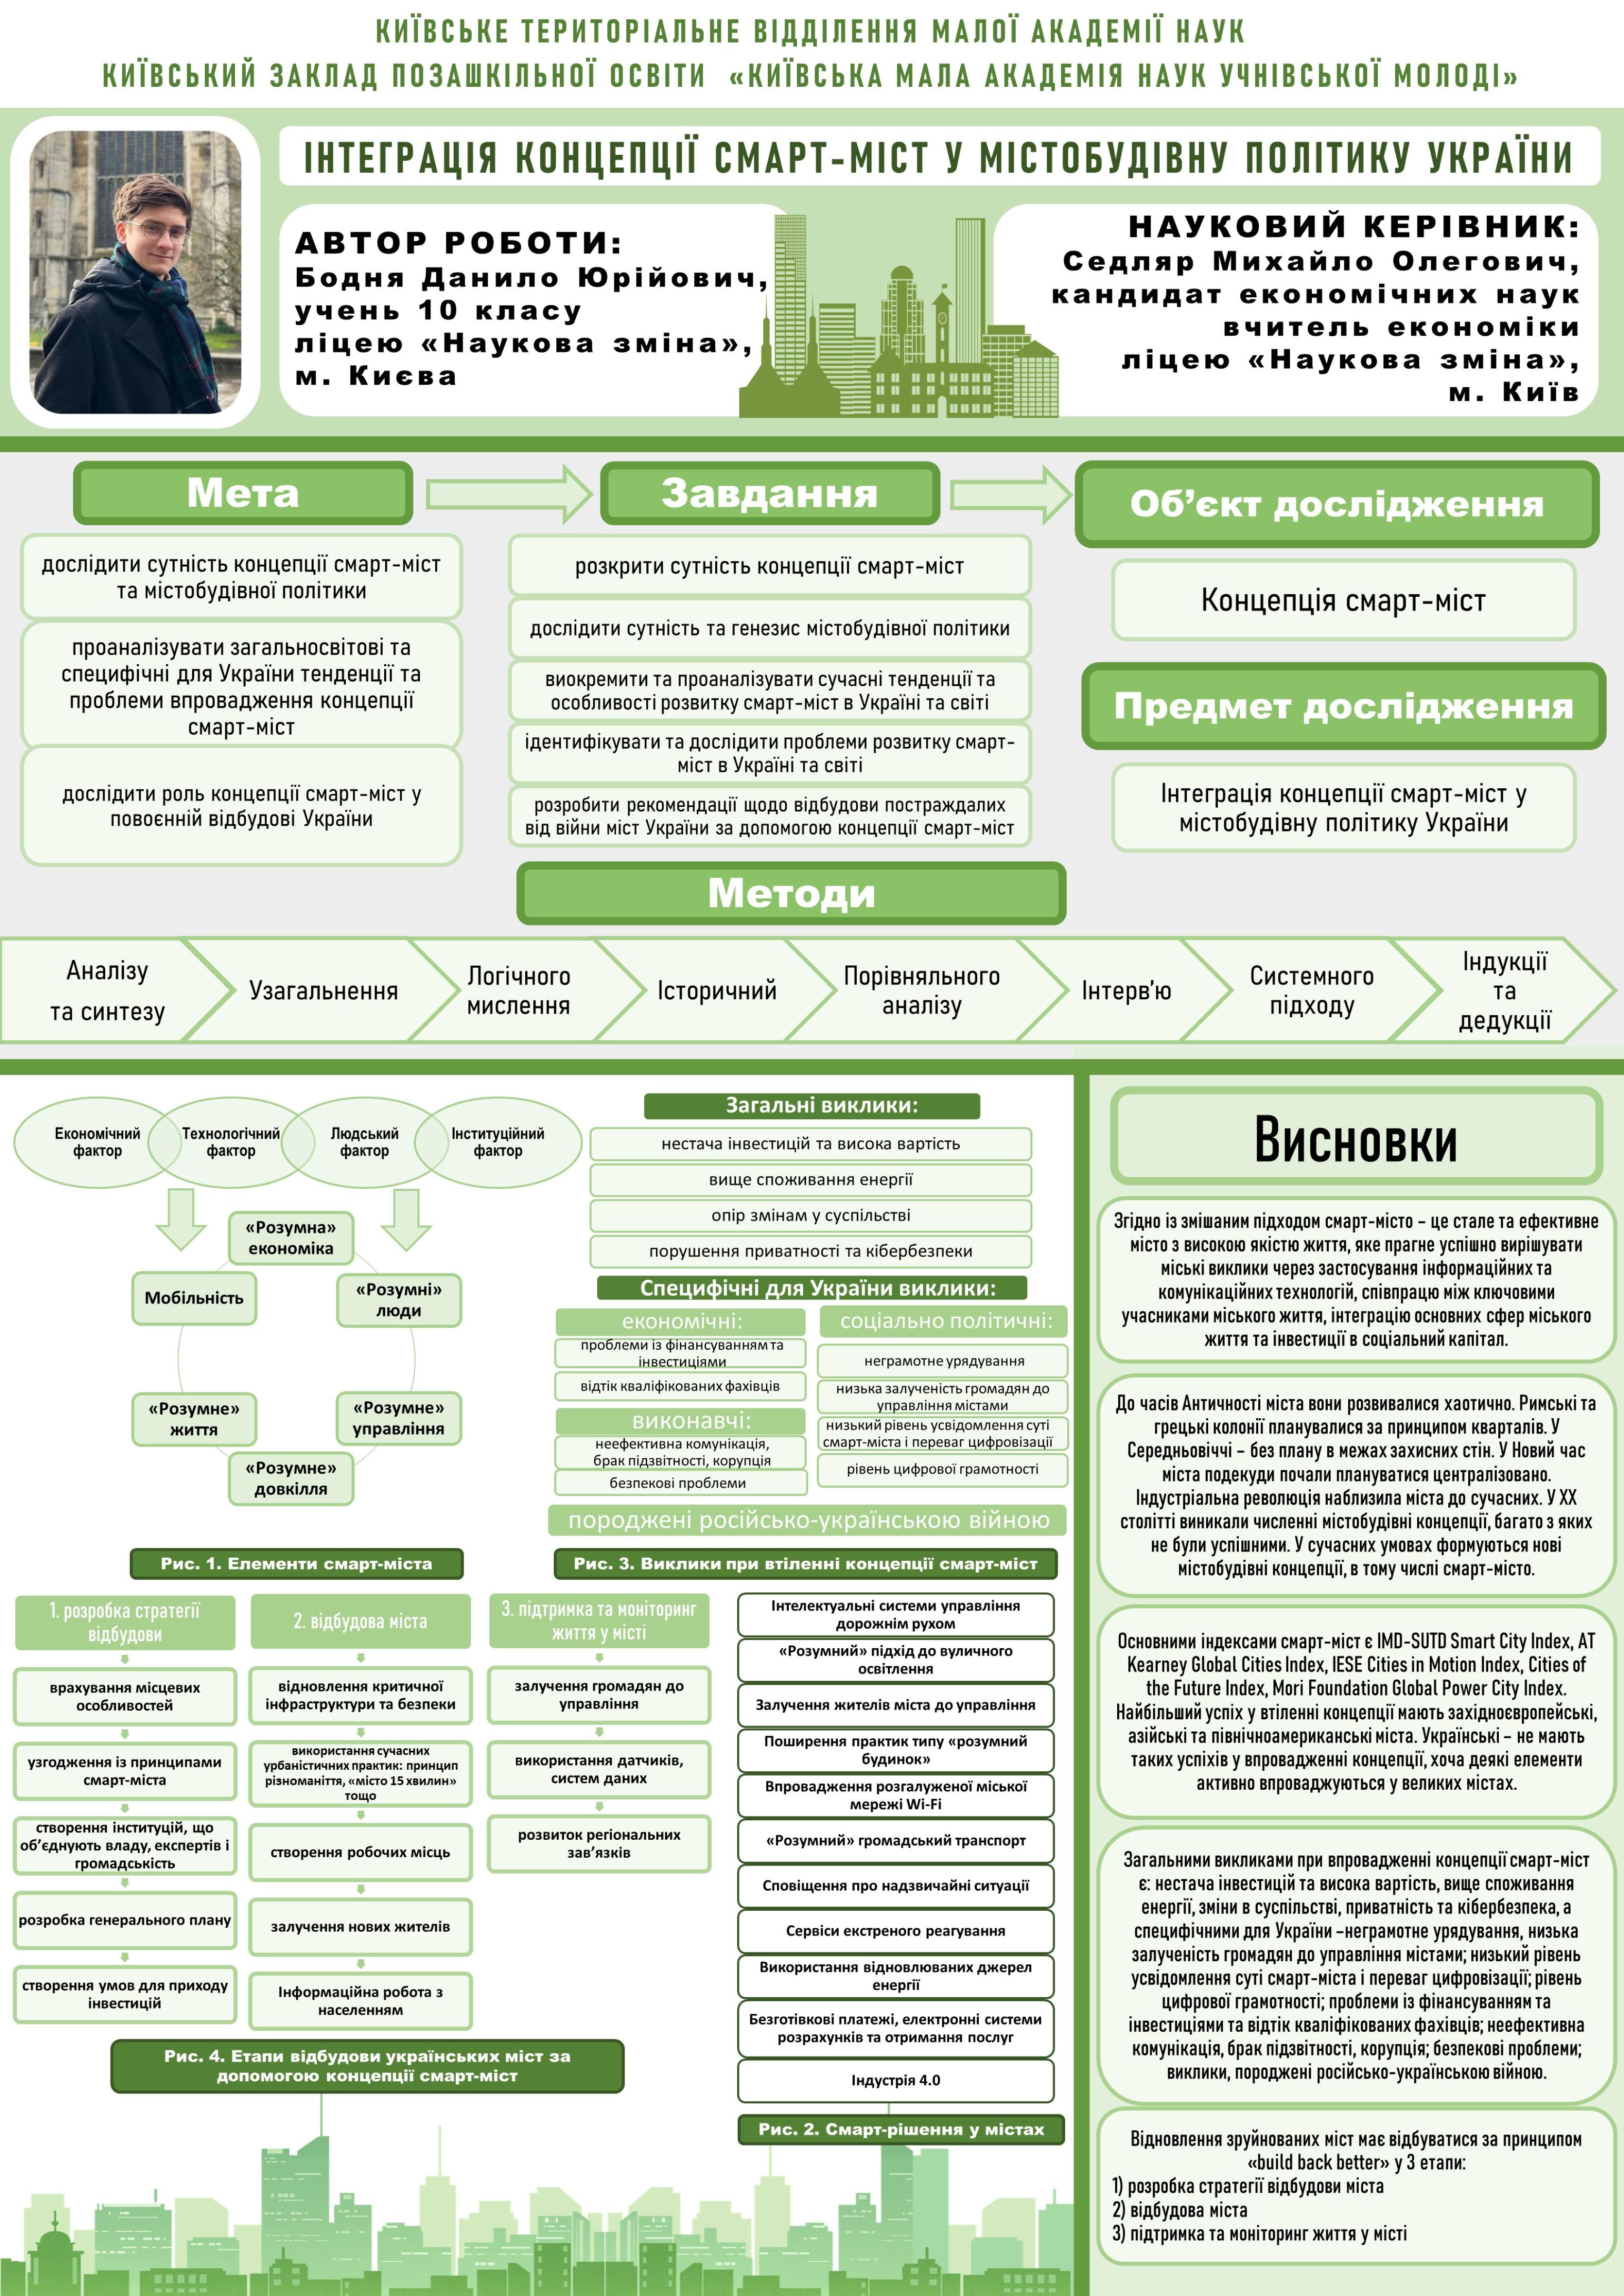 КИЇВСЬКЕ ТЕРИТОРІАЛЬНЕ ВІДДІЛЕННЯ МАЛОЇ АКАДЕМІЇ НАУК
КИЇВСЬКИЙ ЗАКЛАД ПОЗАШКІЛЬНОЇ ОСВІТИ «КИЇВСЬКА МАЛА АКАДЕМІЯ НАУК УЧНІВСЬКОЇ МОЛОДІ»
ІНТЕГРАЦІЯ КОНЦЕПЦІЇ СМАРТ-МІСТ У МІСТОБУДІВНУ ПОЛІТИКУ УКРАЇНИ
АВТОР РОБОТИ:
Бодня Данило Юрійович,
учень 10 класу
ліцею «Наукова зміна»,
м. Києва
НАУКОВИЙ КЕРІВНИК:
Седляр Михайло Олегович,
кандидат економічних наук
вчитель економіки
ліцею «Наукова зміна»,
м. Київ
Мета
дослідити сутність концепції смарт-міст
та містобудівної політики
проаналізувати загальносвітові та
специфічні для України тенденції та
проблеми впровадження концепції
смарт-міст
дослідити роль концепції смарт-міст у
повоєнній відбудові України
Завдання
розкрити сутність концепції смарт-міст
дослідити сутність та генезис містобудівної політики
виокремити та проаналізувати сучасні тенденції та
особливості розвитку смарт-міст в Україні та світі
ідентифікувати та дослідити проблеми розвитку смарт-
міст в Україні та світі
розробити рекомендації щодо відбудови постраждалих
від війни міст України за допомогою концепції смарт-міст
Об’єкт дослідження
Концепція смарт-міст
Предмет дослідження
Інтеграція концепції смарт-міст у
містобудівну політику України
Методи
Аналізу
та синтезу
Узагальнення
Логічного
мислення
Історичний
Порівняльного
аналізу
Інтерв’ю
Системного
підходу
Індукції
та
дедукції
Економічний
фактор
Технологічний
фактор
Людський
фактор
Інституційний
фактор
«Розумна»
економіка
Мобільність
«Розумні»
люди
«Розумне»
життя
«Розумне»
управління
«Розумне»
довкілля
Рис. 1. Елементи смарт-міста
Загальні виклики:
нестача інвестицій та висока вартість
вище споживання енергії
опір змінам у суспільстві
порушення приватності та кібербезпеки
Специфічні для України виклики:
економічні:
проблеми із фінансуванням та
інвестиціями
відтік кваліфікованих фахівців
виконавчі:
неефективна комунікація,
брак підзвітності, корупція
безпекові проблеми
соціально політичні:
неграмотне урядування
низька залученість громадян до
управління містами
низький рівень усвідомлення суті
смарт-міста і переваг цифровізації
рівень цифрової грамотності
породжені російсько-українською війною
Рис. 3. Виклики при втіленні концепції смарт-міст
1. розробка стратегії
відбудови
врахування місцевих
особливостей
узгодження із принципами
смарт-міста
створення інституцій, що
об’єднують владу, експертів і
громадськість
розробка генерального плану
створення умов для приходу
інвестицій
2. відбудова міста
відновлення критичної
інфраструктури та безпеки
використання сучасних
урбаністичних практик: принцип
різноманіття, «місто 15 хвилин»
тощо
створення робочих місць
залучення нових жителів
Інформаційна робота з
населенням
3. підтримка та моніторинг
життя у місті
залучення громадян до
управління
використання датчиків,
систем даних
розвиток регіональних
зав’язків
Рис. 4. Етапи відбудови українських міст за
допомогою концепції смарт-міст
Інтелектуальні системи управління
дорожнім рухом
«Розумний» підхід до вуличного
освітлення
Залучення жителів міста до управління
Поширення практик типу «розумний
будинок»
Впровадження розгалуженої міської
мережі Wi-Fi
«Розумний» громадський транспорт
Сповіщення про надзвичайні ситуації
Сервіси екстреного реагування
Використання відновлюваних джерел
енергії
Безготівкові платежі, електронні системи
розрахунків та отримання послуг
Індустрія 4.0
Рис. 2. Смарт-рішення у містах
Висновки
Згідно із змішаним підходом смарт-місто – це стале та ефективне
місто з високою якістю життя, яке прагне успішно вирішувати
міські виклики через застосування інформаційних та
комунікаційних технологій, співпрацю між ключовими
учасниками міського життя, інтеграцію основних сфер міського
життя та інвестиції в соціальний капітал.
До часів Античності міста вони розвивалися хаотично. Римські та
грецькі колонії планувалися за принципом кварталів. У
Середньовіччі – без плану в межах захисних стін. У Новий час
міста подекуди почали плануватися централізовано.
Індустріальна революція наблизила міста до сучасних. У ХХ
столітті виникали численні містобудівні концепції, багато з яких
не були успішними. У сучасних умовах формуються нові
містобудівні концепції, в тому числі смарт-місто.
Основними індексами смарт-міст є IMD-SUTD Smart City Index, AT
Kearney Global Cities Index, IESE Cities in Motion Index, Cities of
the Future Index, Mori Foundation Global Power City Index.
Найбільший успіх у втіленні концепції мають західноєвропейські,
азійські та північноамериканські міста. Українські – не мають
таких успіхів у впровадженні концепції, хоча деякі елементи
активно впроваджуються у великих містах.
Загальними викликами при впровадженні концепції смарт-міст
є: нестача інвестицій та висока вартість, вище споживання
енергії, зміни в суспільстві, приватність та кібербезпека, а
специфічними для України –неграмотне урядування, низька
залученість громадян до управління містами; низький рівень
усвідомлення суті смарт-міста і переваг цифровізації; рівень
цифрової грамотності; проблеми із фінансуванням та
інвестиціями та відтік кваліфікованих фахівців; неефективна
комунікація, брак підзвітності, корупція; безпекові проблеми;
виклики, породжені російсько-українською війною.
Відновлення зруйнованих міст має відбуватися за принципом
«build back better» у 3 етапи:
1) розробка стратегії відбудови міста
2) відбудова міста
3) підтримка та моніторинг життя у місті